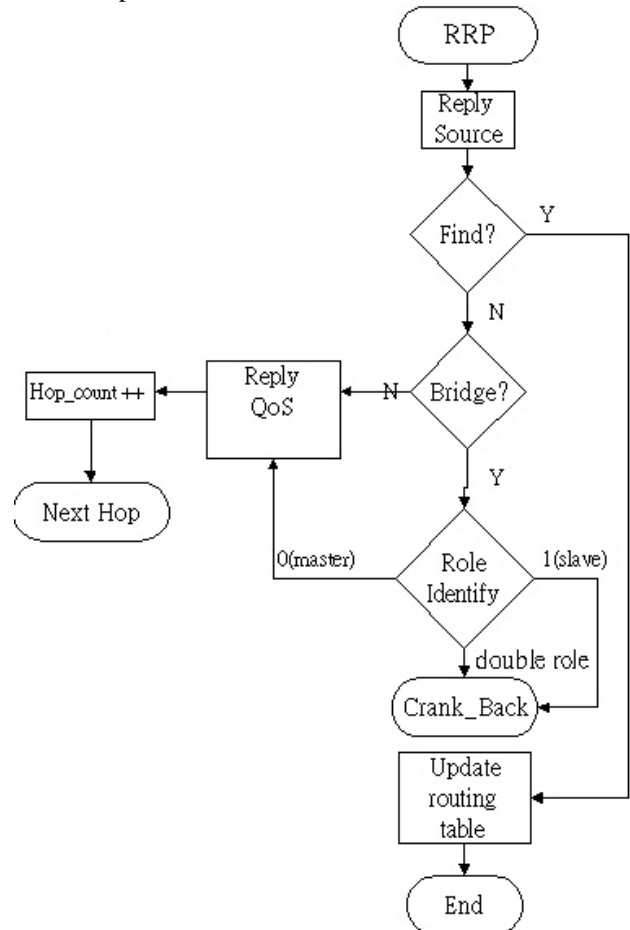 RRP
Reply
Source
Find?
Y
N
Bridge?
N
Reply
QoS
Hop_count ++
Next Hop
Y
Role
Identify
0(master)
1(slave)
double role
Crank_Back
Update
routing
table
End